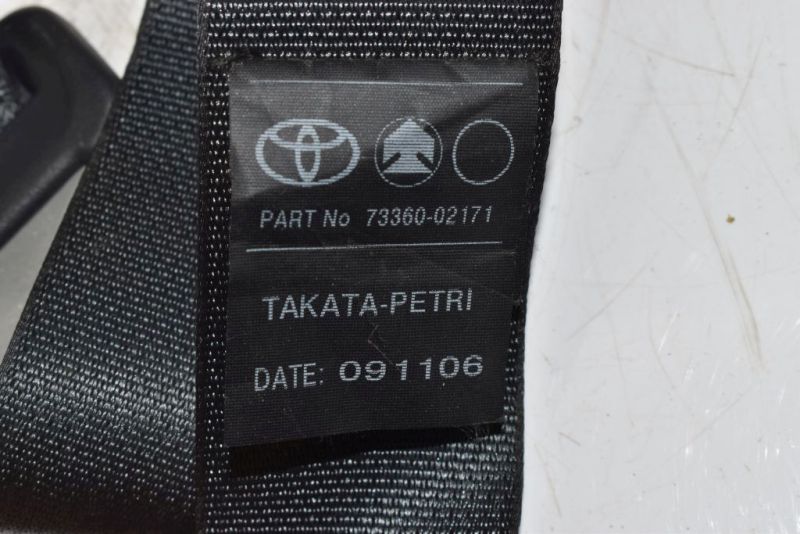 PART No 73360-02171
TAKATA-PETRI
DATE: 091106